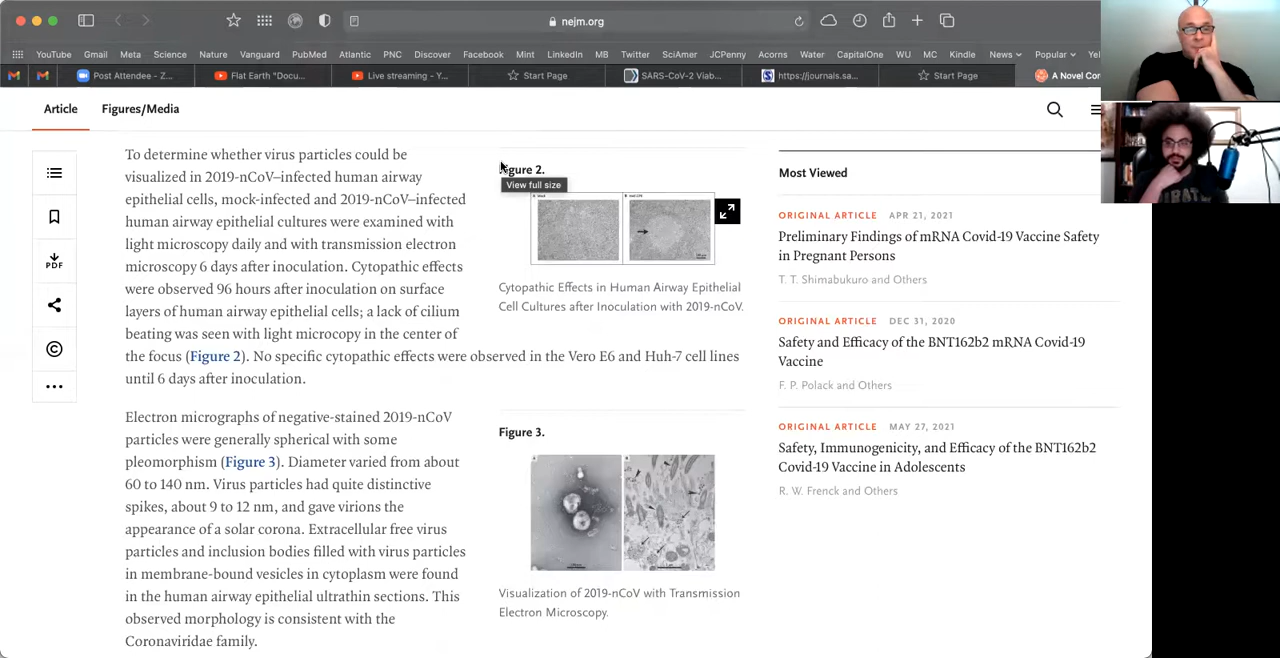 nejm.org
YouTube Gmail Meta Science Nature Vanguard PubMed Atlantic PNC Discover Facebook Mint LinkedIn MB Twitter SciAmer JCPenny Acorns Water CapitalOne WU MC Kindle News Popular Yel
Post Attendee - Z... Flat Earth "Docu... Live streaming - Y... Start Page SARS-CoV-2 Viab... https://journals.sa... Start Page A Novel Cor
Article Figures/Media
To determine whether virus particles could be
visualized in 2019-nCoV–infected human airway
epithelial cells, mock-infected and 2019-nCoV–infected
human airway epithelial cultures were examined with
light microscopy daily and with transmission electron
microscopy 6 days after inoculation. Cytopathic effects
were observed 96 hours after inoculation on surface
layers of human airway epithelial cells; a lack of cilium
beating was seen with light microcopy in the center of
the focus (Figure 2). No specific cytopathic effects were observed in the Vero E6 and Huh-7 cell lines
until 6 days after inoculation.
Electron micrographs of negative-stained 2019-nCoV
particles were generally spherical with some
pleomorphism (Figure 3). Diameter varied from about
60 to 140 nm. Virus particles had quite distinctive
spikes, about 9 to 12 nm, and gave virions the
appearance of a solar corona. Extracellular free virus
particles and inclusion bodies filled with virus particles
in membrane-bound vesicles in cytoplasm were found
in the human airway epithelial ultrathin sections. This
observed morphology is consistent with the
Coronaviridae family.
PDF
gure 2.
View full size
Cytopathic Effects in Human Airway Epithelial
Cell Cultures after Inoculation with 2019-nCoV.
Figure 3.
Visualization of 2019-nCoV with Transmission
Electron Microscopy.
Most Viewed
ORIGINAL ARTICLE APR 21, 2021
Preliminary Findings of mRNA Covid-19 Vaccine Safety
in Pregnant Persons
T. T. Shimabukuro and Others
ORIGINAL ARTICLE DEC 31, 2020
Safety and Efficacy of the BNT162b2 mRNA Covid-19
Vaccine
F. P. Polack and Others
ORIGINAL ARTICLE MAY 27, 2021
Safety, Immunogenicity, and Efficacy of the BNT162b2
Covid-19 Vaccine in Adolescents
R. W. Frenck and Others